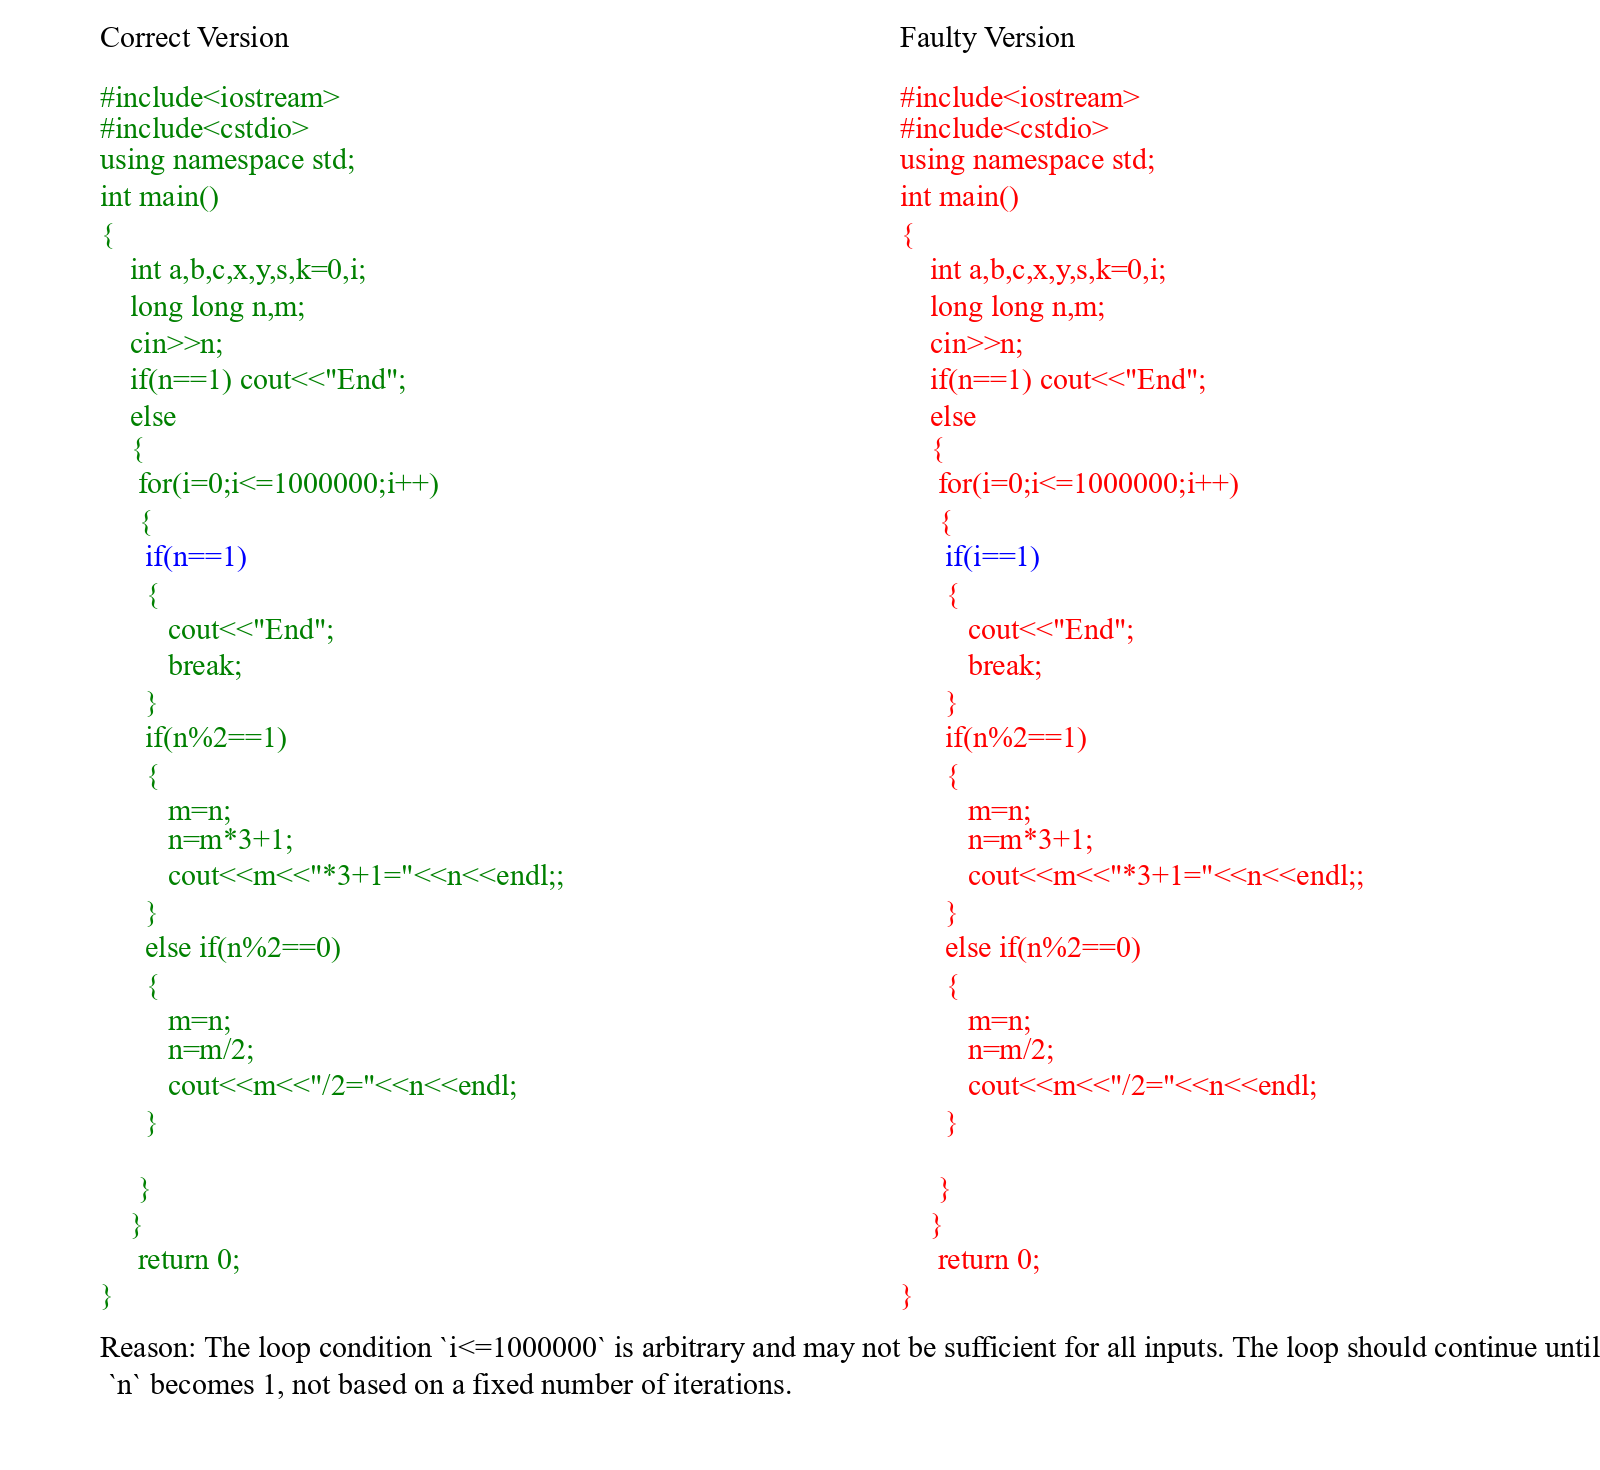 Correct Version
#include<iostream>
#include<cstdio>
using namespace std;
int main()
{
    int a,b,c,x,y,s,k=0,i;
    long long n,m;
    cin>>n;
    if(n==1) cout<<"End";
    else
    {
     for(i=0;i<=1000000;i++)
     {
      if(n==1)
      {
         cout<<"End";
         break;
      }
      if(n%2==1)
      {
         m=n;
         n=m*3+1;
         cout<<m<<"*3+1="<<n<<endl;;
      }
      else if(n%2==0)
      {
         m=n;
         n=m/2;
         cout<<m<<"/2="<<n<<endl;
      }
     }
    }
     return 0;
}
Faulty Version
#include<iostream>
#include<cstdio>
using namespace std;
int main()
{
    int a,b,c,x,y,s,k=0,i;
    long long n,m;
    cin>>n;
    if(n==1) cout<<"End";
    else
    {
     for(i=0;i<=1000000;i++)
     {
      if(i==1)
      {
         cout<<"End";
         break;
      }
      if(n%2==1)
      {
         m=n;
         n=m*3+1;
         cout<<m<<"*3+1="<<n<<endl;;
      }
      else if(n%2==0)
      {
         m=n;
         n=m/2;
         cout<<m<<"/2="<<n<<endl;
      }
     }
    }
     return 0;
}
Reason: The loop condition `i<=1000000` is arbitrary and may not be sufficient for all inputs. The loop should continue until
`n` becomes 1, not based on a fixed number of iterations.